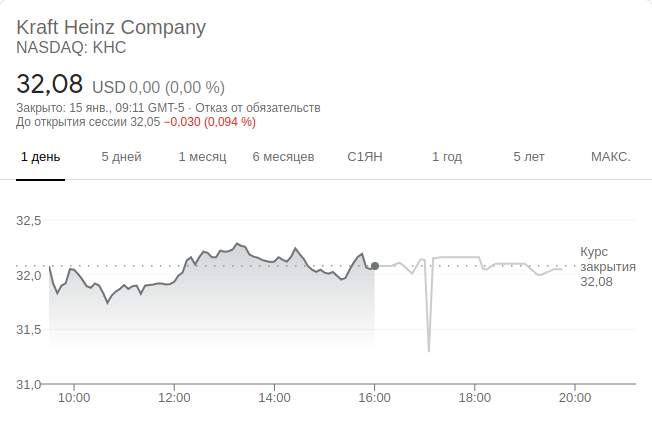 Kraft Heinz Company
NASDAQ: KHC
32,08 USD 0,00 (0,00 %)
Закрыто: 15 янв., 09:11 GMT-5 · Отказ от обязательств
До открытия сессии 32,05 −0,030 (0,094 %)
1 день 5 дней 1 месяц 6 месяцев С1ЯН 1 год 5 лет МАКС.
32,5
Курс
закрытия
32,08
32,0
31,5
31,0
10:00 12:00 14:00 16:00 18:00 20:00